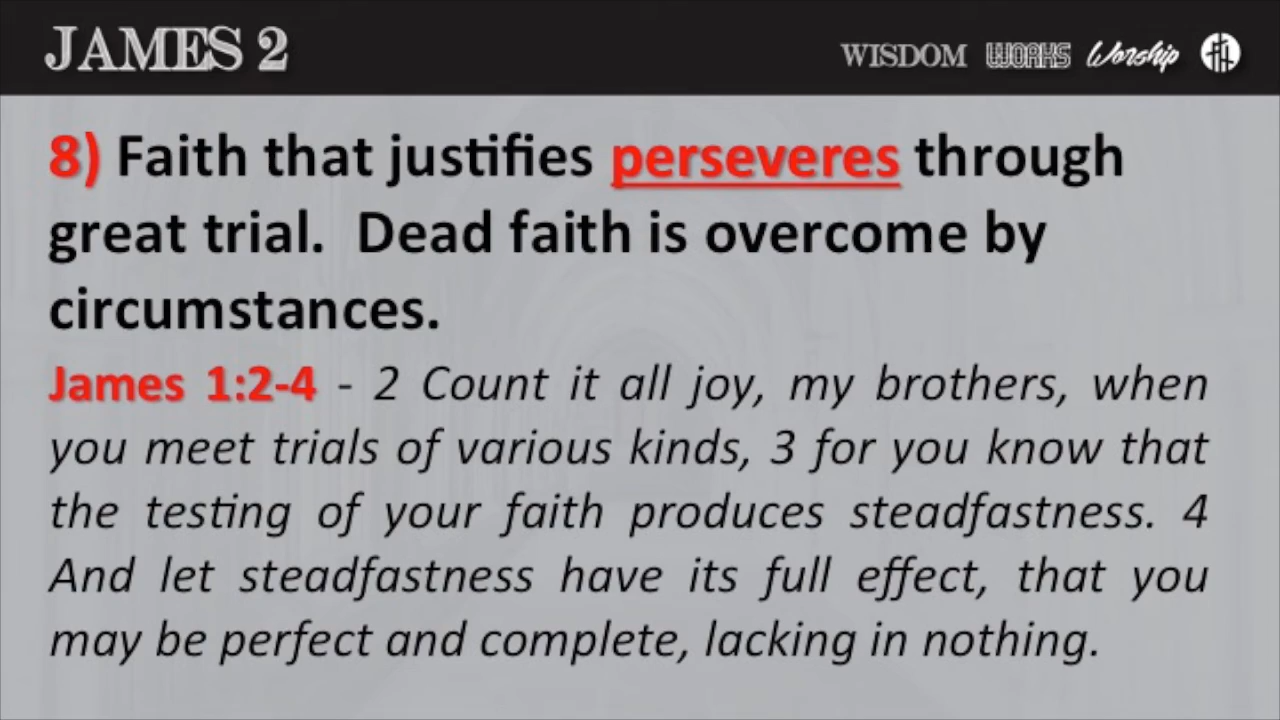 JAMES 2
WISDOM WORKS Worship
8) Faith that justifies perseveres through
great trial.  Dead faith is overcome by
circumstances.
James 1:2-4 - 2 Count it all joy, my brothers, when
you meet trials of various kinds, 3 for you know that
the testing of your faith produces steadfastness. 4
And let steadfastness have its full effect, that you
may be perfect and complete, lacking in nothing.